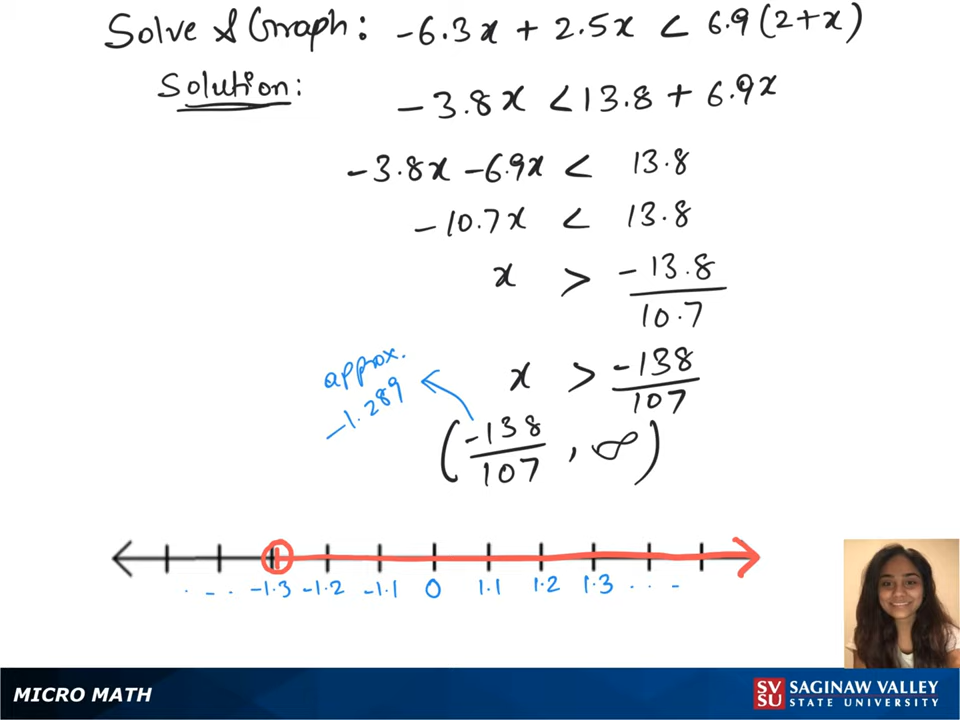 Solve & Graph: -6.3x + 2.5x < 6.9(2+x)
Solution:
-3.8x < 13.8 + 6.9x
-3.8x -6.9x < 13.8
-10.7x < 13.8
x > -13.8/10.7
x > -138/107
approx. -1.289
(-138/107, ∞)
. - . -1.3 -1.2 -1.1 0 1.1 1.2 1.3 . . -
MICRO MATH
SV SU SAGINAW VALLEY
STATE UNIVERSITY